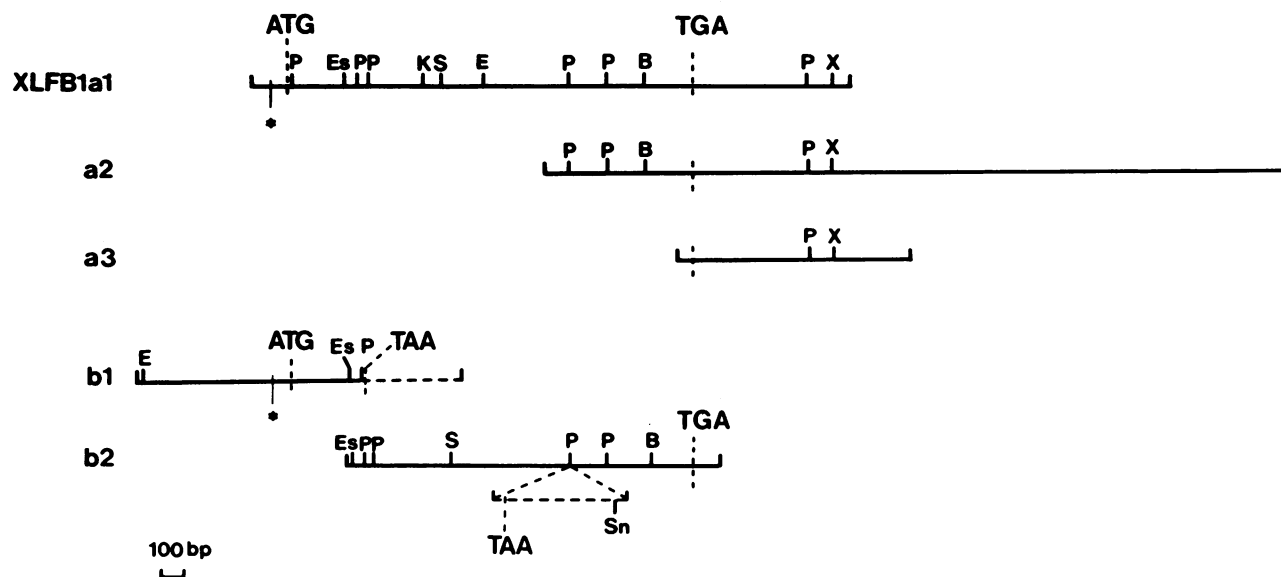 ATG TGA
XLFB1a1 P Es P P K S E P P B P X
*
a2 P P B P X
a3 P X
ATG Es P TAA
b1 E
*
TGA
b2 Es P P S P P B
Sn
TAA
100 bp